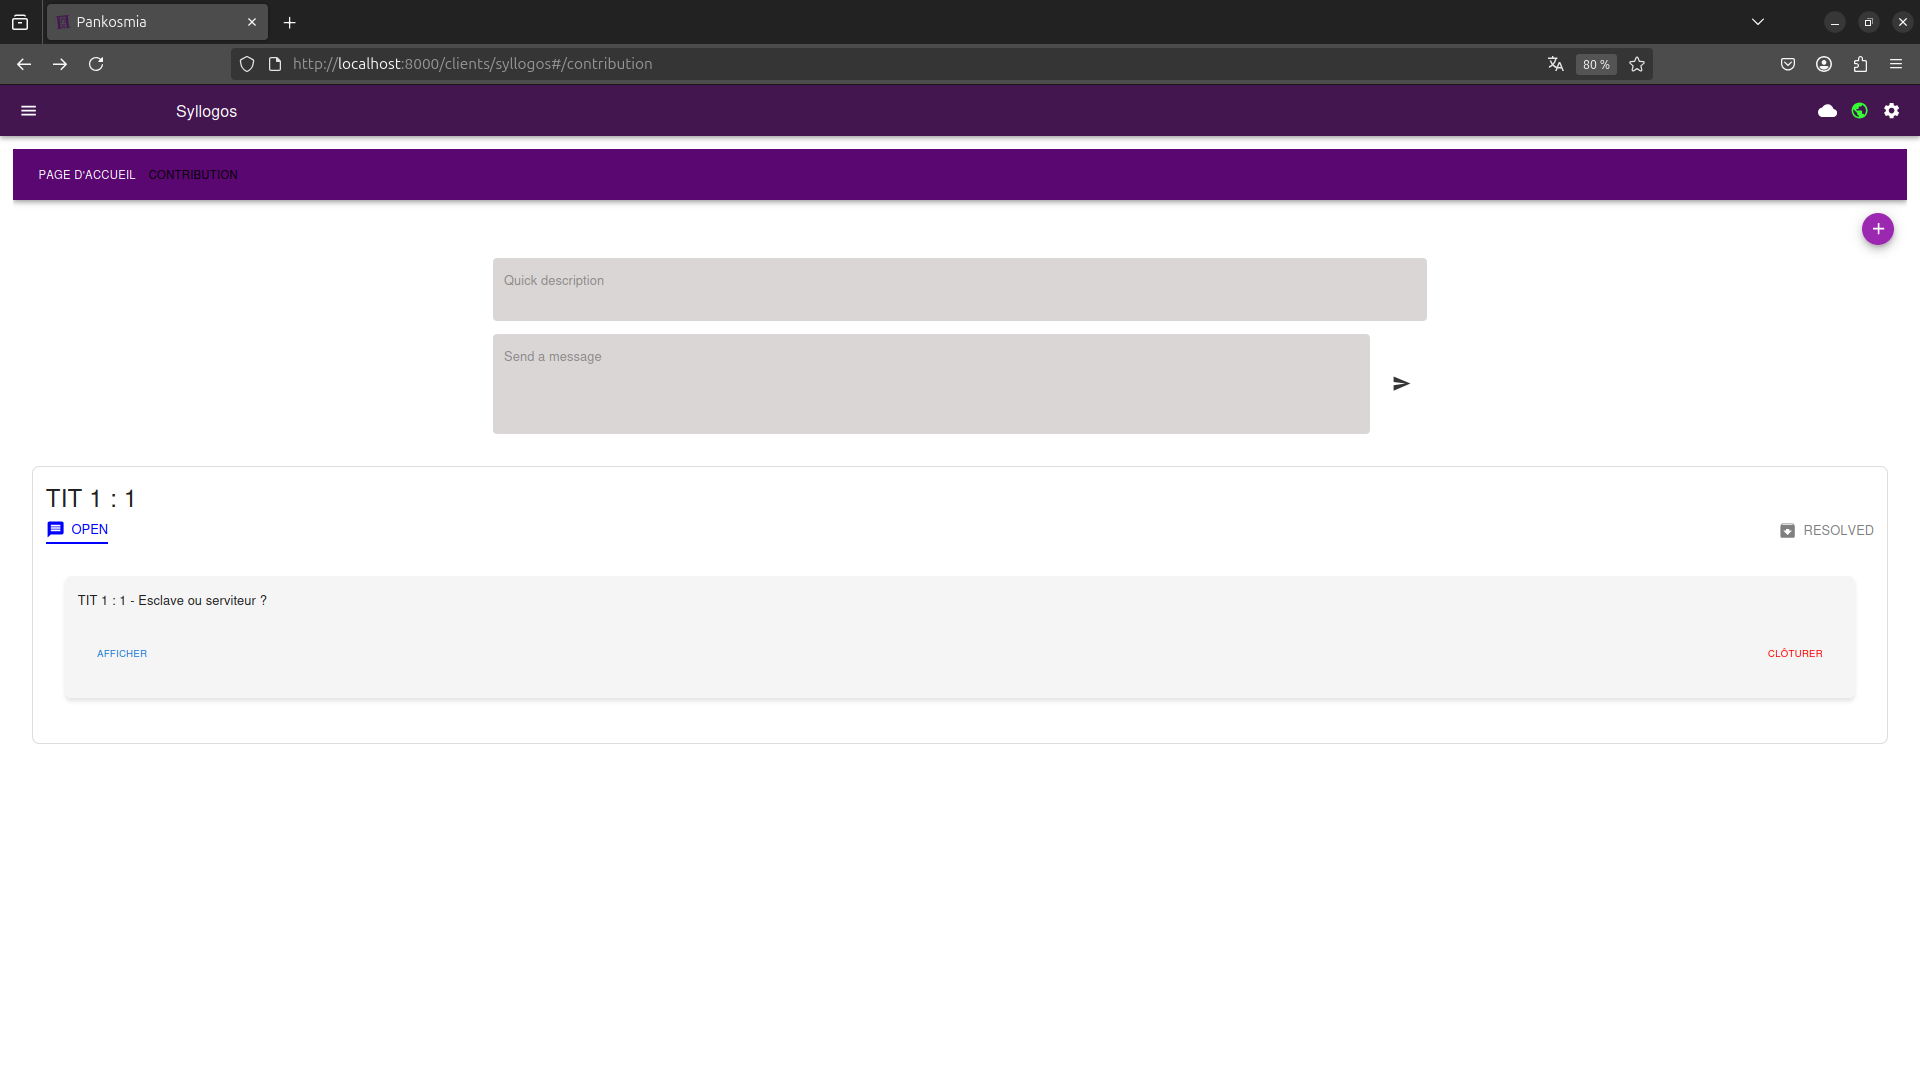 Pankosmia
http://localhost:8000/clients/syllogos#/contribution
80 %
Syllogos
PAGE D'ACCUEIL CONTRIBUTION
Quick description
Send a message
TIT 1 : 1
OPEN
RESOLVED
TIT 1 : 1 - Esclave ou serviteur ?
AFFICHER
CLÔTURER